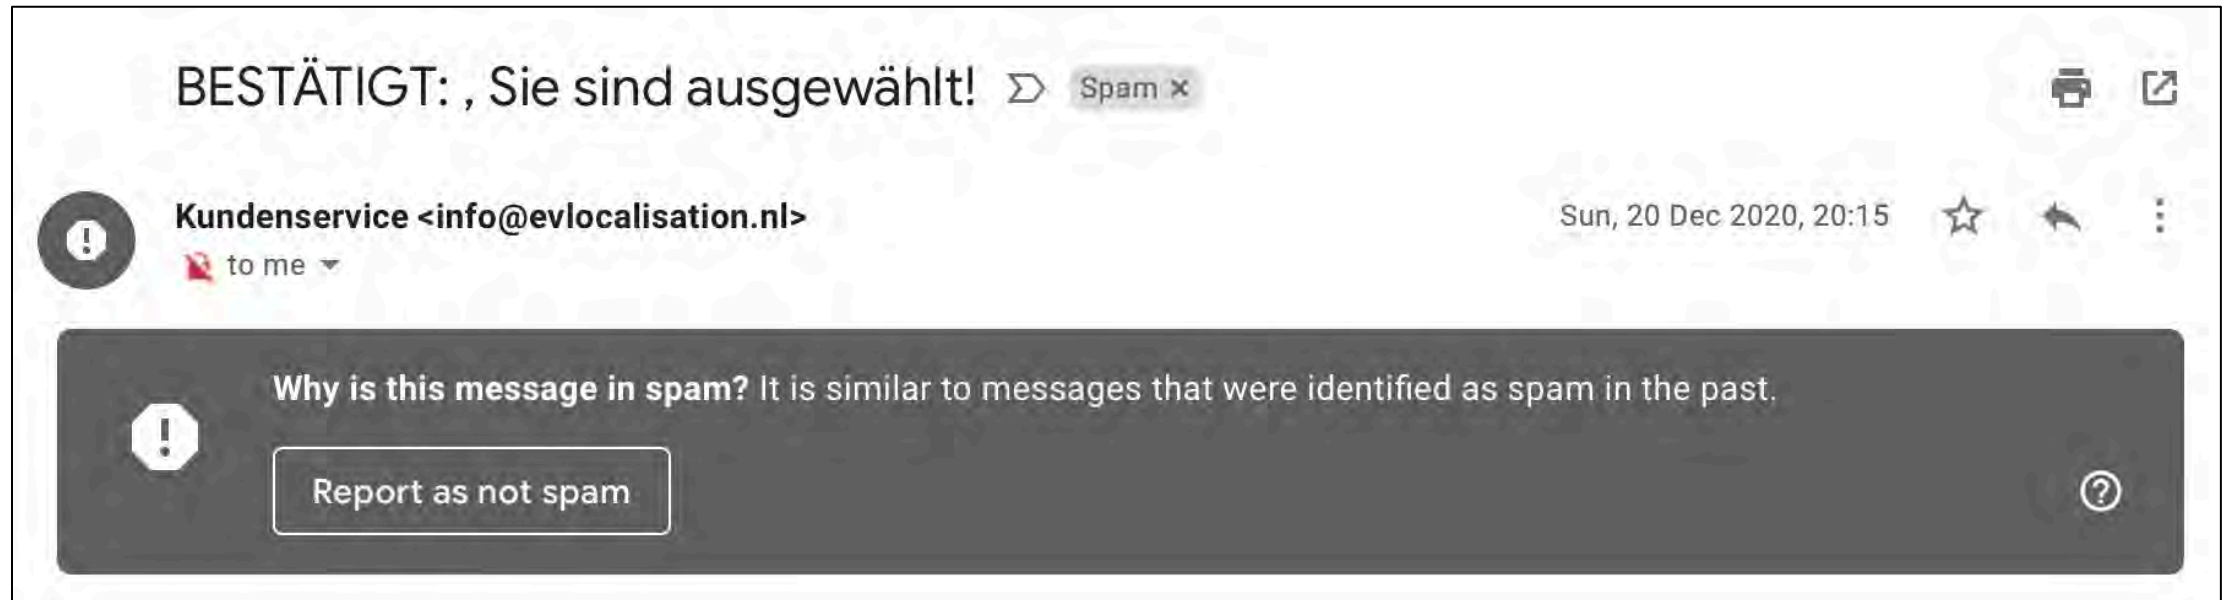 BESTÄTIGT: , Sie sind ausgewählt! Spam ×
Kundenservice <info@evlocalisation.nl> Sun, 20 Dec 2020, 20:15
to me
Why is this message in spam? It is similar to messages that were identified as spam in the past.
Report as not spam